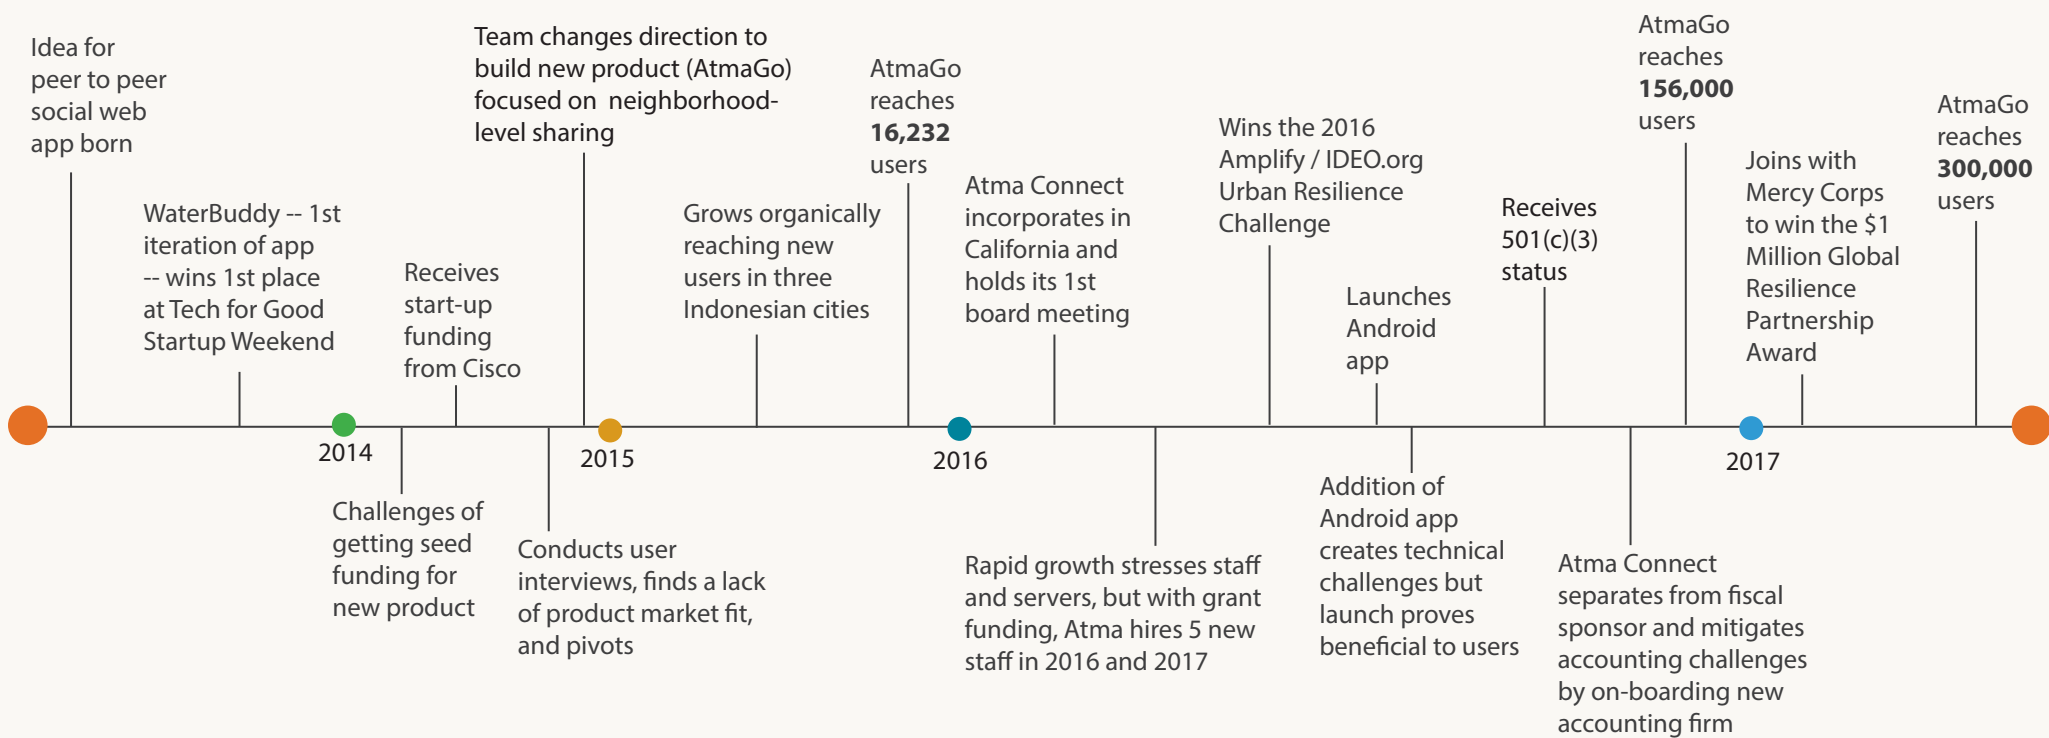 Idea for
peer to peer
social web
app born
WaterBuddy -- 1st
iteration of app
-- wins 1st place
at Tech for Good
Startup Weekend
Receives
start-up
funding
from Cisco
Team changes direction to
build new product (AtmaGo)
focused on neighborhood-
level sharing
Grows organically
reaching new
users in three
Indonesian cities
AtmaGo
reaches
16,232
users
Atma Connect
incorporates in
California and
holds its 1st
board meeting
Wins the 2016
Amplify / IDEO.org
Urban Resilience
Challenge
Launches
Android
app
Receives
501(c)(3)
status
AtmaGo
reaches
156,000
users
Joins with
Mercy Corps
to win the $1
Million Global
Resilience
Partnership
Award
AtmaGo
reaches
300,000
users
2014
2015
2016
2017
Challenges of
getting seed
funding for
new product
Conducts user
interviews, finds a lack
of product market fit,
and pivots
Rapid growth stresses staff
and servers, but with grant
funding, Atma hires 5 new
staff in 2016 and 2017
Addition of
Android app
creates technical
challenges but
launch proves
beneficial to users
Atma Connect
separates from fiscal
sponsor and mitigates
accounting challenges
by on-boarding new
accounting firm